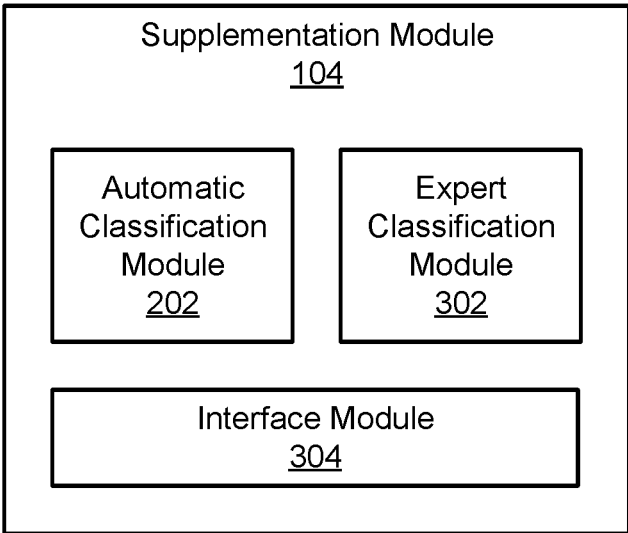 Supplementation Module
104
Automatic
Classification
Module
202
Expert
Classification
Module
302
Interface Module
304